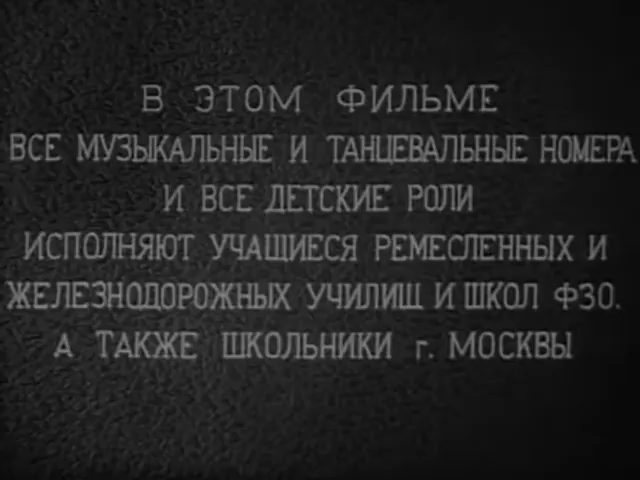 В ЭТОМ ФИЛЬМЕ
ВСЕ МУЗЫКАЛЬНЫЕ И ТАНЦЕВАЛЬНЫЕ НОМЕРА
И ВСЕ ДЕТСКИЕ РОЛИ
ИСПОЛНЯЮТ УЧАЩИЕСЯ РЕМЕСЛЕННЫХ И
ЖЕЛЕЗНОДОРОЖНЫХ УЧИЛИЩ И ШКОЛ ФЗО.
А ТАКЖЕ ШКОЛЬНИКИ г. МОСКВЫ